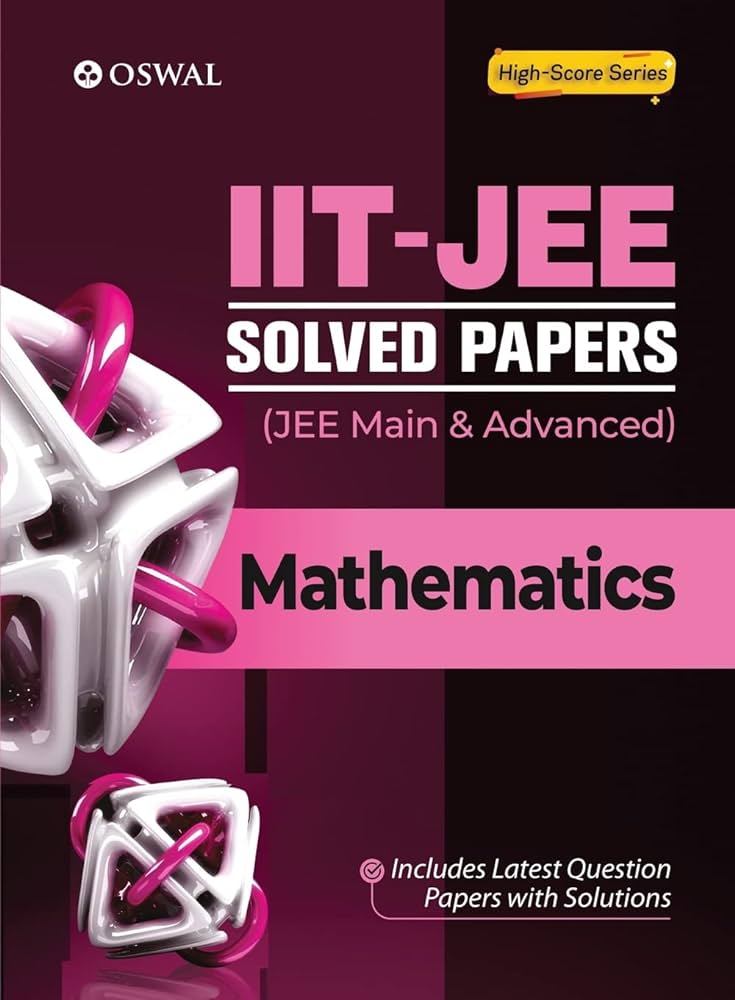 OSWAL
High-Score Series
IIT-JEE
SOLVED PAPERS
(JEE Main & Advanced)
Mathematics
Includes Latest Question
Papers with Solutions